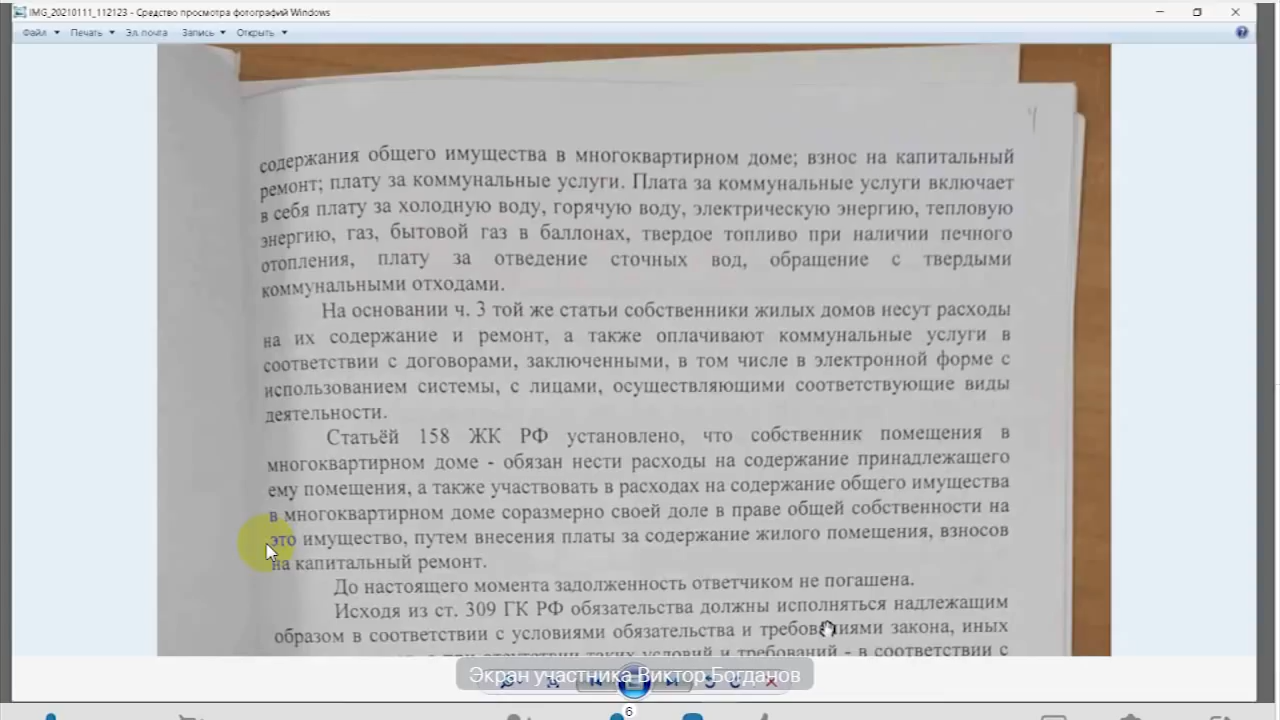 IMG_20210111_112123 - Средство просмотра фотографий Windows
Файл Печать Эл. почта Запись Открыть
содержания общего имущества в многоквартирном доме; взнос на капитальный
ремонт; плату за коммунальные услуги. Плата за коммунальные услуги включает
в себя плату за холодную воду, горячую воду, электрическую энергию, тепловую
энергию, газ, бытовой газ в баллонах, твердое топливо при наличии печного
отопления, плату за отведение сточных вод, обращение с твердыми
коммунальными отходами.
На основании ч. 3 той же статьи собственники жилых домов несут расходы
на их содержание и ремонт, а также оплачивают коммунальные услуги в
соответствии с договорами, заключенными, в том числе в электронной форме с
использованием системы, с лицами, осуществляющими соответствующие виды
деятельности.
Статьёй 158 ЖК РФ установлено, что собственник помещения в
многоквартирном доме - обязан нести расходы на содержание принадлежащего
ему помещения, а также участвовать в расходах на содержание общего имущества
в многоквартирном доме соразмерно своей доле в праве общей собственности на
это имущество, путем внесения платы за содержание жилого помещения, взносов
на капитальный ремонт.
До настоящего момента задолженность ответчиком не погашена.
Исходя из ст. 309 ГК РФ обязательства должны исполняться надлежащим
образом в соответствии с условиями обязательства и требованиями закона, иных
при отсутствии таких условий и требований - в соответствии с
Экран участника Виктор Богданов
6